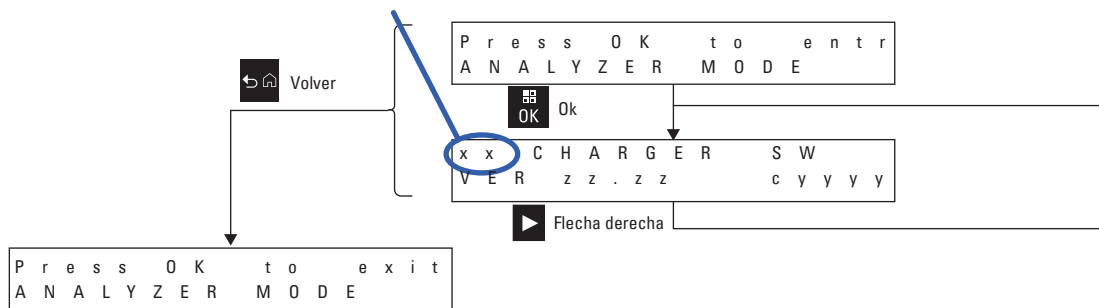 Press OK to entr
ANALYZER MODE
Volver
OK
Ok
xx CHARGER SW
VER zz.zz cyyyy
Flecha derecha
Press OK to exit
ANALYZER MODE